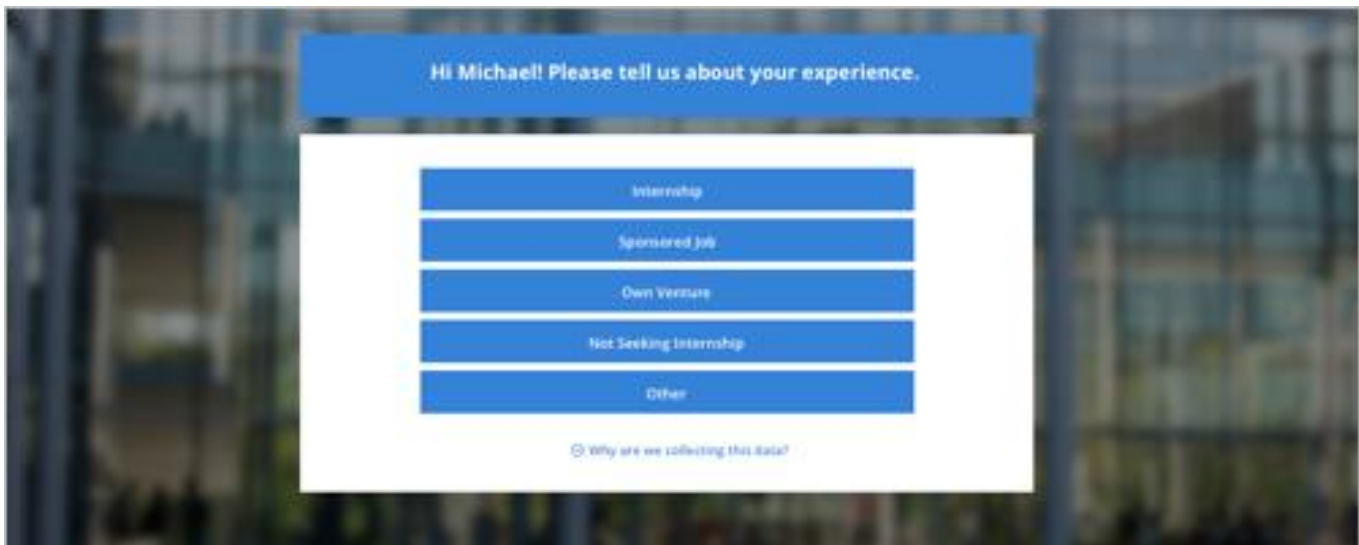 Hi Michael! Please tell us about your experience.
Internship
Sponsored Job
Own Venture
Not Seeking Internship
Other
Why are we collecting this data?